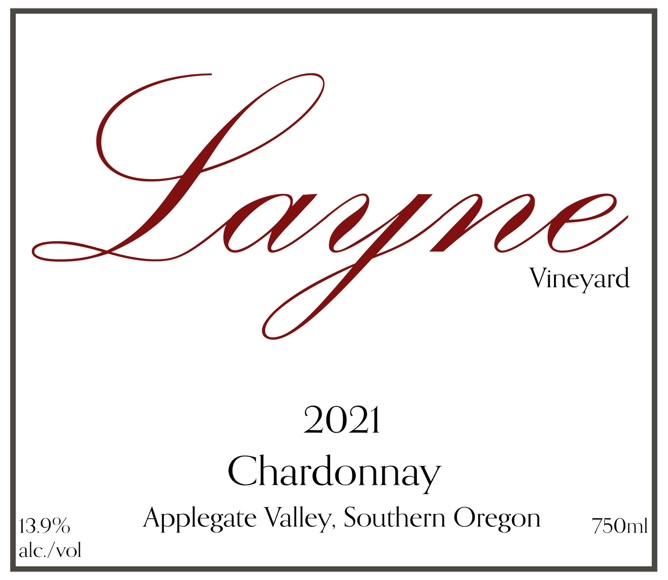 Layne
Vineyard
2021
Chardonnay
Applegate Valley, Southern Oregon
13.9%
alc./vol
750ml